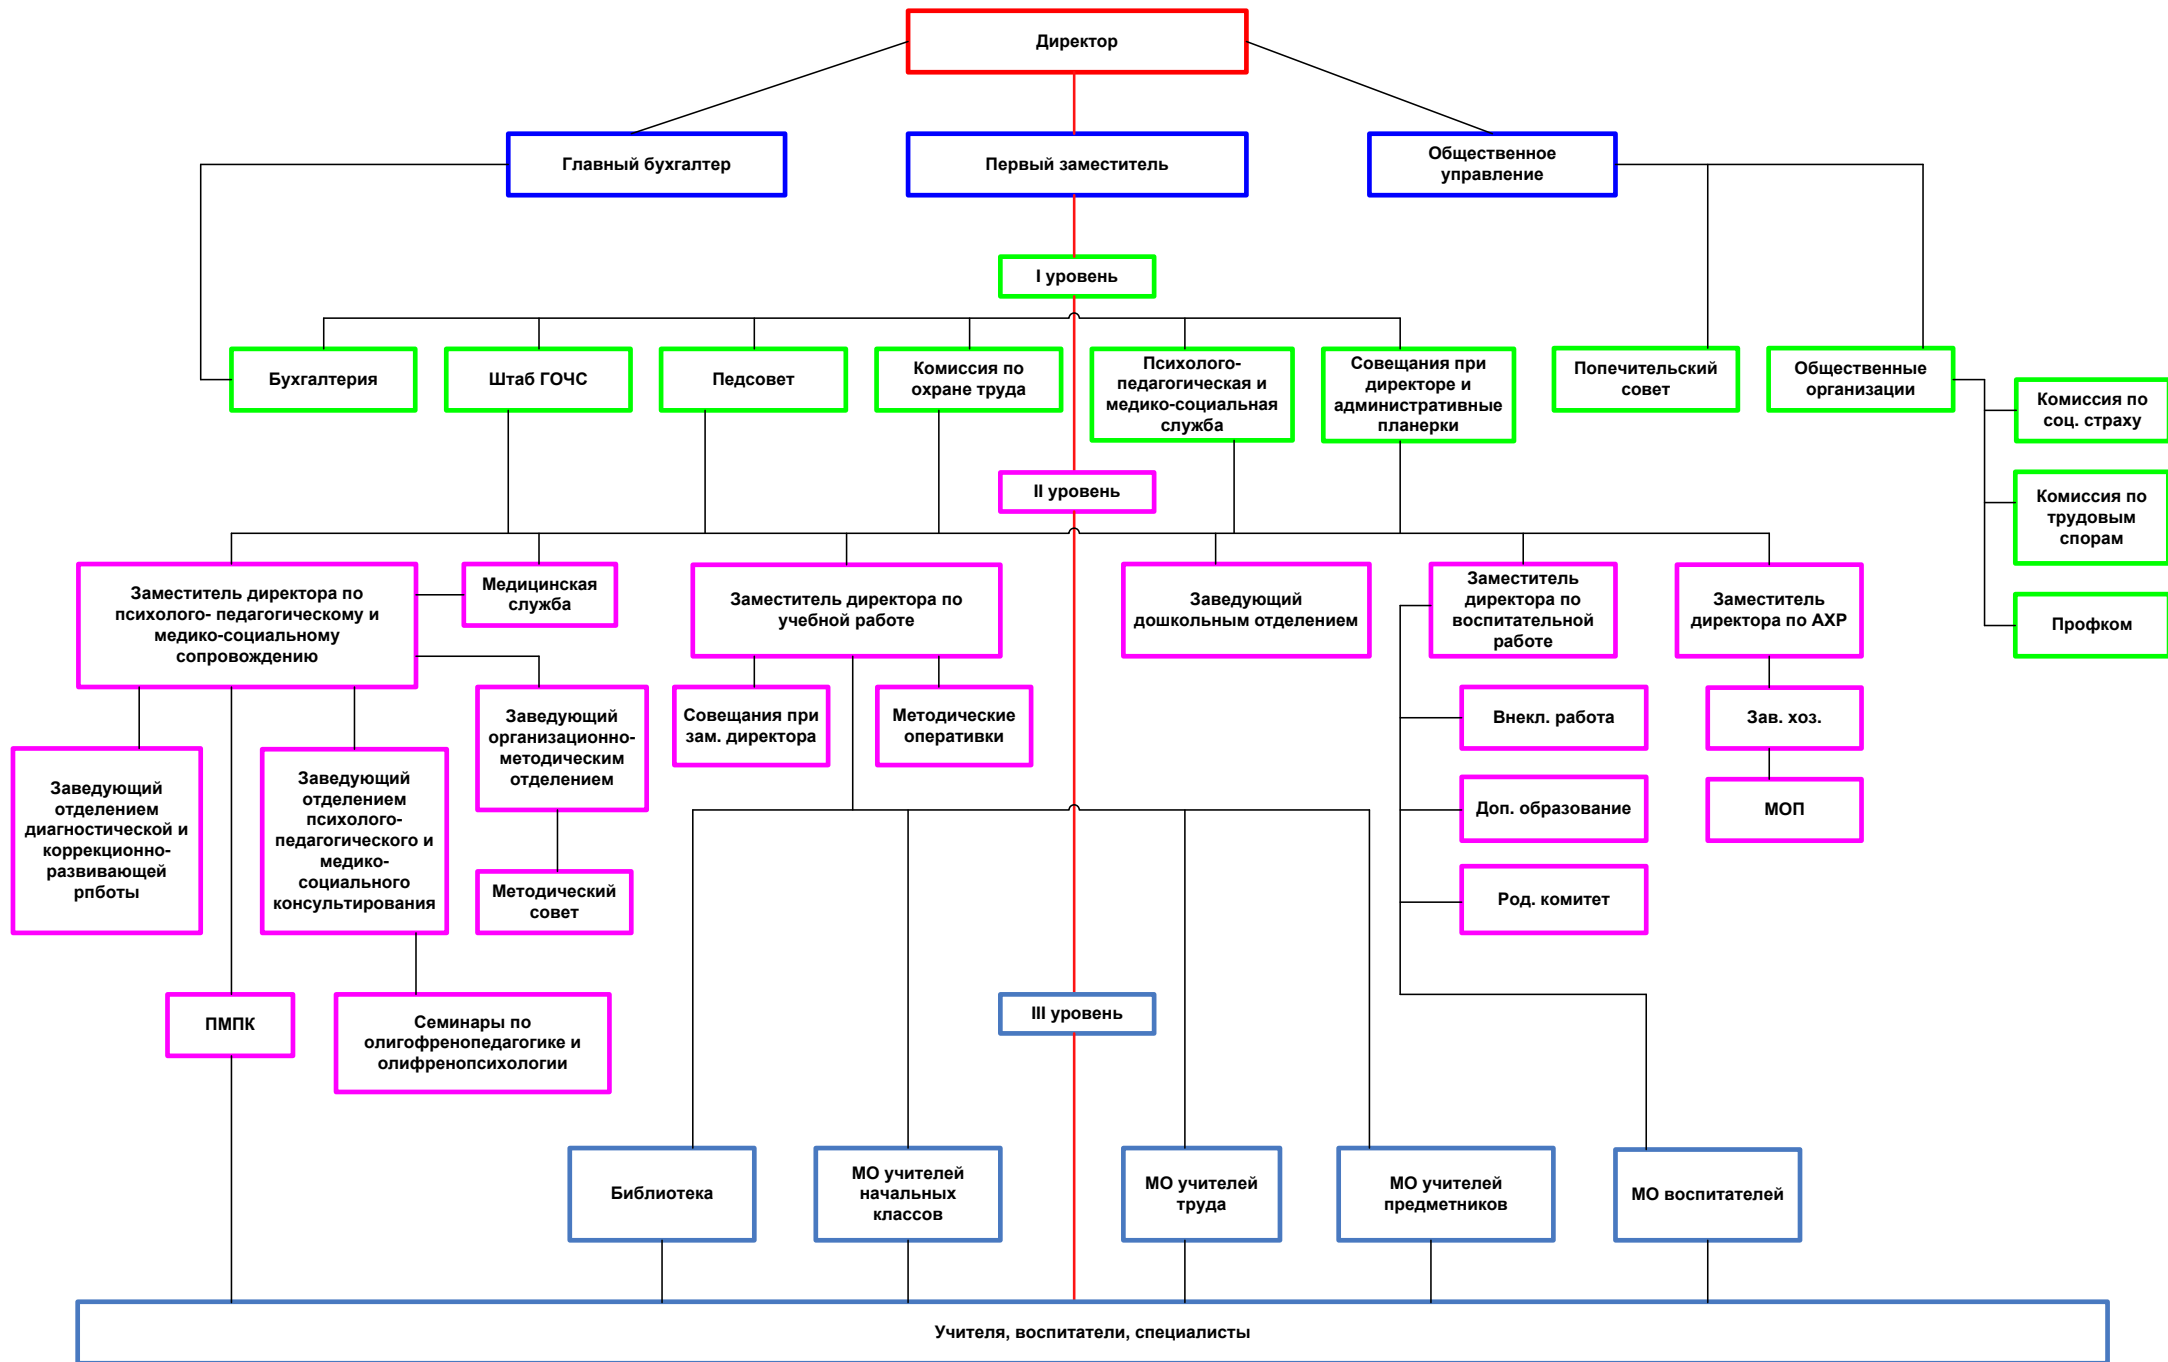 Директор
Главный бухгалтер
Первый заместитель
Общественное
управление
I уровень
Бухгалтерия
Штаб ГОЧС
Педсовет
Комиссия по
охране труда
Психолого-
педагогическая и
медико-социальная
служба
Совещания при
директоре и
административные
планерки
Попечительский
совет
Общественные
организации
Комиссия по
соц. страху
II уровень
Комиссия по
трудовым
спорам
Заместитель директора по
психолого- педагогическому и
медико-социальному
сопровождению
Медицинская
служба
Заместитель директора по
учебной работе
Заведующий
дошкольным отделением
Заместитель
директора по
воспитательной
работе
Заместитель
директора по АХР
Профком
Заведующий
организационно-
методическим
отделением
Совещания при
зам. директора
Методические
оперативки
Внекл. работа
Зав. хоз.
Заведующий
отделением
диагностической и
коррекционно-
развивающей
рпботы
Заведующий
отделением
психолого-
педагогического и
медико-
социального
консультирования
Доп. образование
МОП
Методический
совет
Род. комитет
ПМПК
Семинары по
олигофренопедагогике и
олифренопсихологии
III уровень
Библиотека
МО учителей
начальных
классов
МО учителей
труда
МО учителей
предметников
МО воспитателей
Учителя, воспитатели, специалисты